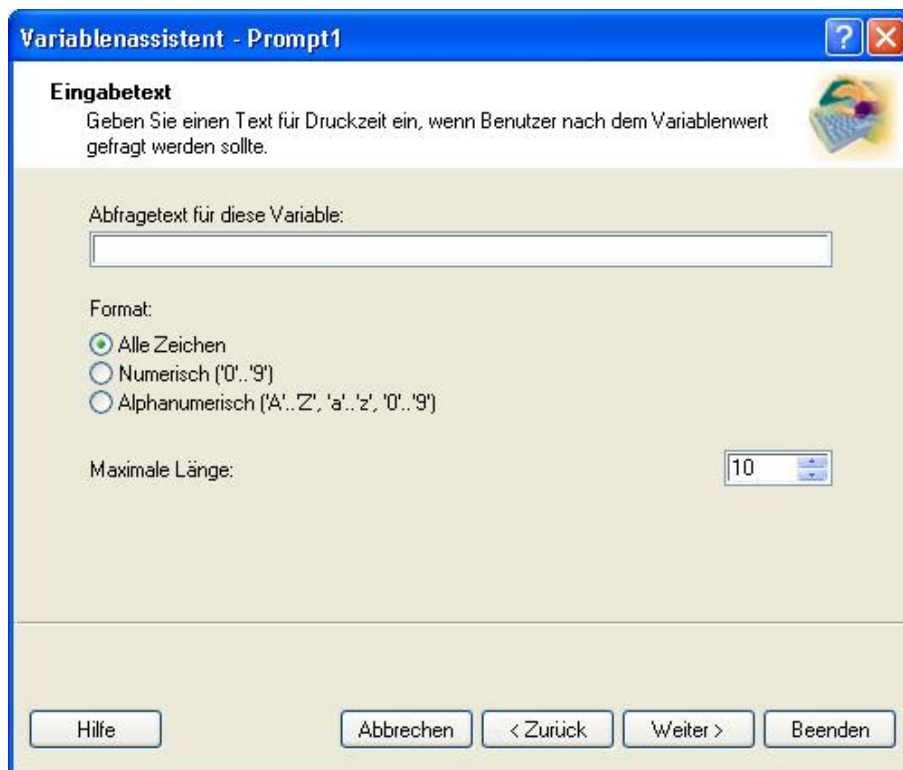 Variablenassistent - Prompt1
Eingabetext
Geben Sie einen Text für Druckzeit ein, wenn Benutzer nach dem Variablenwert
gefragt werden sollte.
Abfragetext für diese Variable:
Format:
Alle Zeichen
Numerisch ('0'..'9')
Alphanumerisch ('A'..'Z', 'a'..'z', '0'..'9')
Maximale Länge:
10
Hilfe
Abbrechen
< Zurück
Weiter >
Beenden